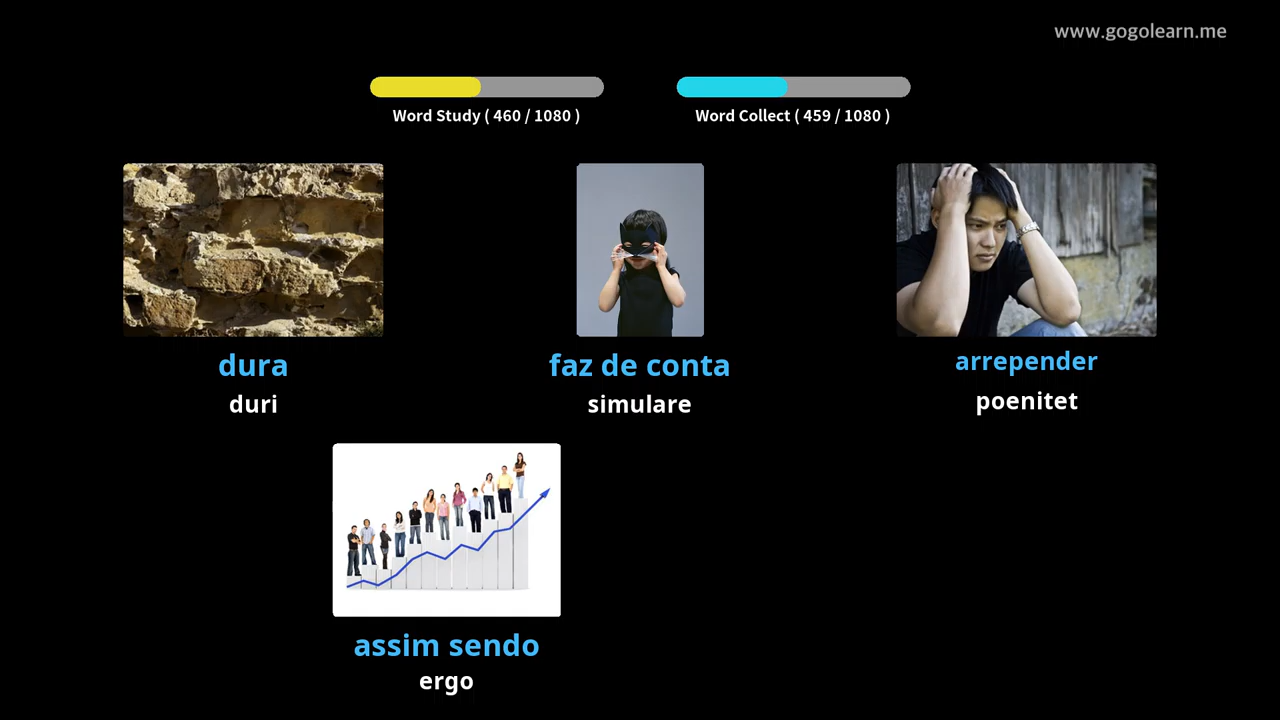 www.gogolearn.me
Word Study ( 460 / 1080 )
Word Collect ( 459 / 1080 )
dura
duri
faz de conta
simulare
arrepender
poenitet
assim sendo
ergo